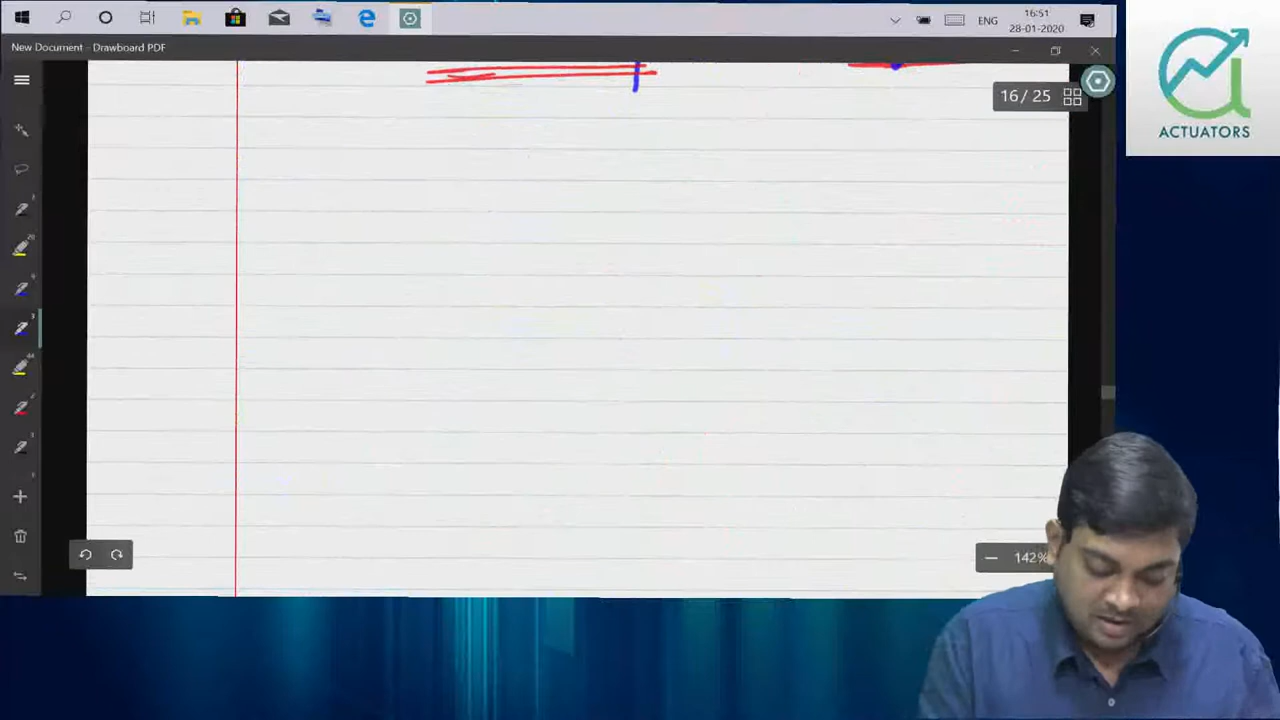 16:51
ENG
28-01-2020
New Document - Drawboard PDF
16 / 25
ACTUATORS
142%